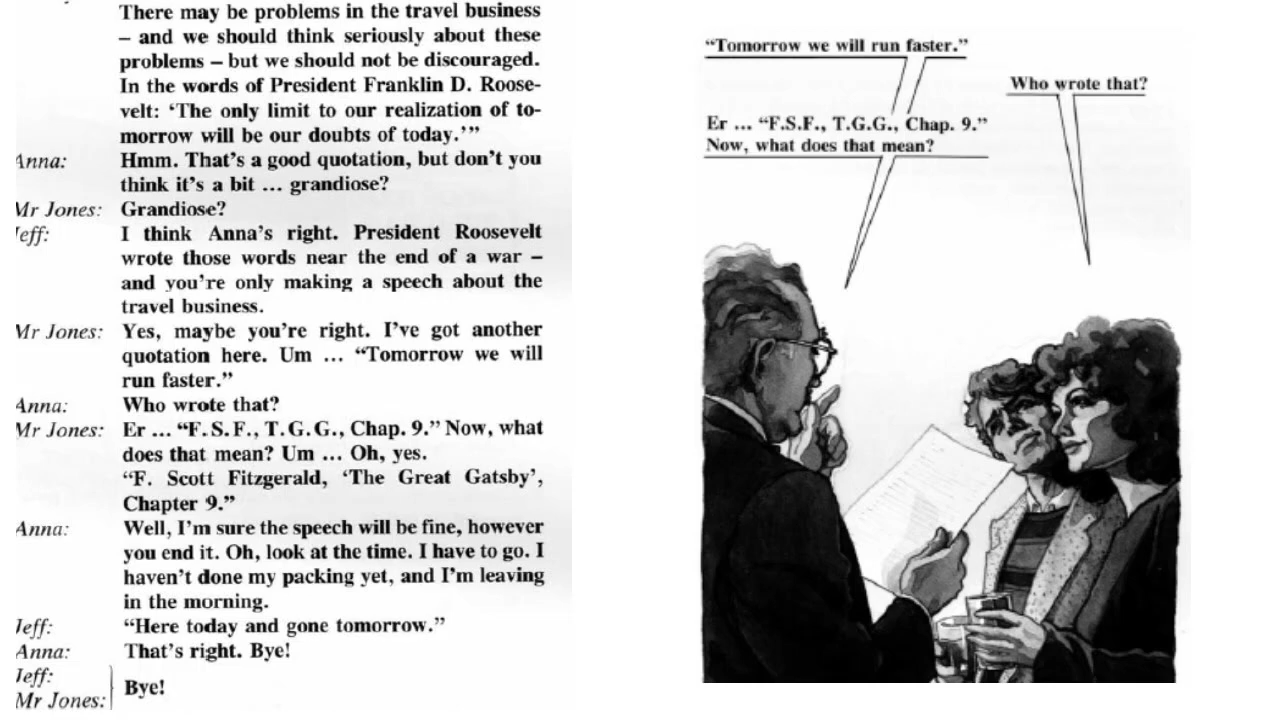 There may be problems in the travel business
– and we should think seriously about these
problems – but we should not be discouraged.
In the words of President Franklin D. Roose-
velt: ‘The only limit to our realization of to-
morrow will be our doubts of today.’”
Anna: Hmm. That’s a good quotation, but don’t you
think it’s a bit ... grandiose?
Mr Jones: Grandiose?
Jeff: I think Anna’s right. President Roosevelt
wrote those words near the end of a war –
and you’re only making a speech about the
travel business.
Mr Jones: Yes, maybe you’re right. I’ve got another
quotation here. Um ... “Tomorrow we will
run faster.”
Anna: Who wrote that?
Mr Jones: Er ... “F.S.F., T.G.G., Chap. 9.” Now, what
does that mean? Um ... Oh, yes.
“F. Scott Fitzgerald, ‘The Great Gatsby’,
Chapter 9.”
Anna: Well, I’m sure the speech will be fine, however
you end it. Oh, look at the time. I have to go. I
haven’t done my packing yet, and I’m leaving
in the morning.
Jeff: “Here today and gone tomorrow.”
Anna: That’s right. Bye!
Jeff:
Mr Jones: Bye!
“Tomorrow we will run faster.”
Who wrote that?
Er ... “F.S.F., T.G.G., Chap. 9.”
Now, what does that mean?